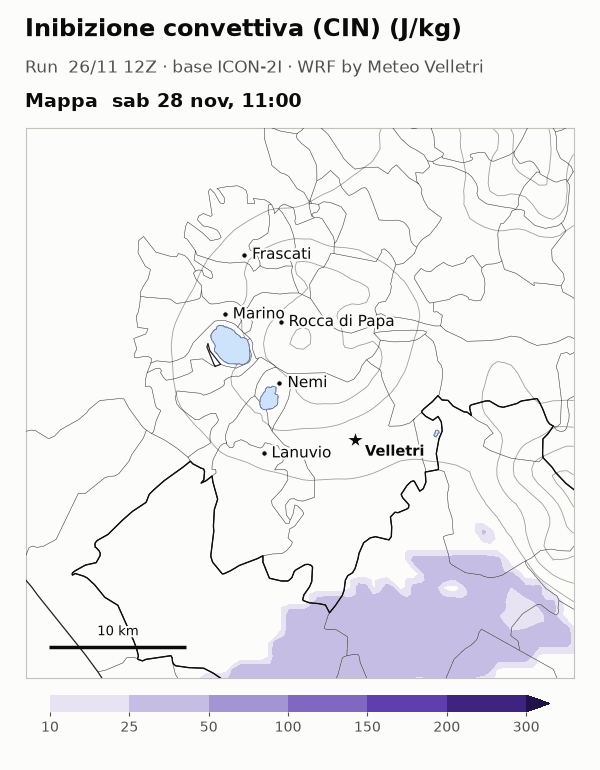 Inibizione convettiva (CIN) (J/kg)
Run  26/11 12Z · base ICON-2I · WRF by Meteo Velletri
Mappa  sab 28 nov, 11:00
Frascati
Marino
Rocca di Papa
Nemi
Velletri
Lanuvio
10 km
10 25 50 100 150 200 300